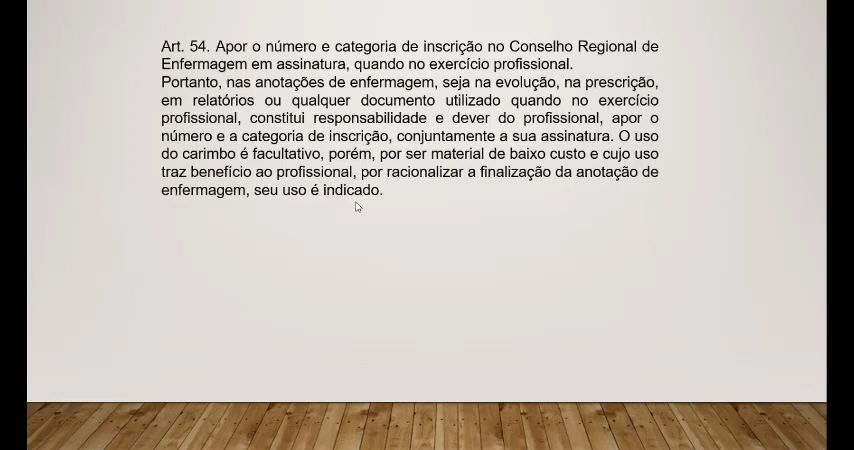 Art. 54. Apor o número e categoria de inscrição no Conselho Regional de
Enfermagem em assinatura, quando no exercício profissional.
Portanto, nas anotações de enfermagem, seja na evolução, na prescrição,
em relatórios ou qualquer documento utilizado quando no exercício
profissional, constitui responsabilidade e dever do profissional, apor o
número e a categoria de inscrição, conjuntamente a sua assinatura. O uso
do carimbo é facultativo, porém, por ser material de baixo custo e cujo uso
traz benefício ao profissional, por racionalizar a finalização da anotação de
enfermagem, seu uso é indicado.